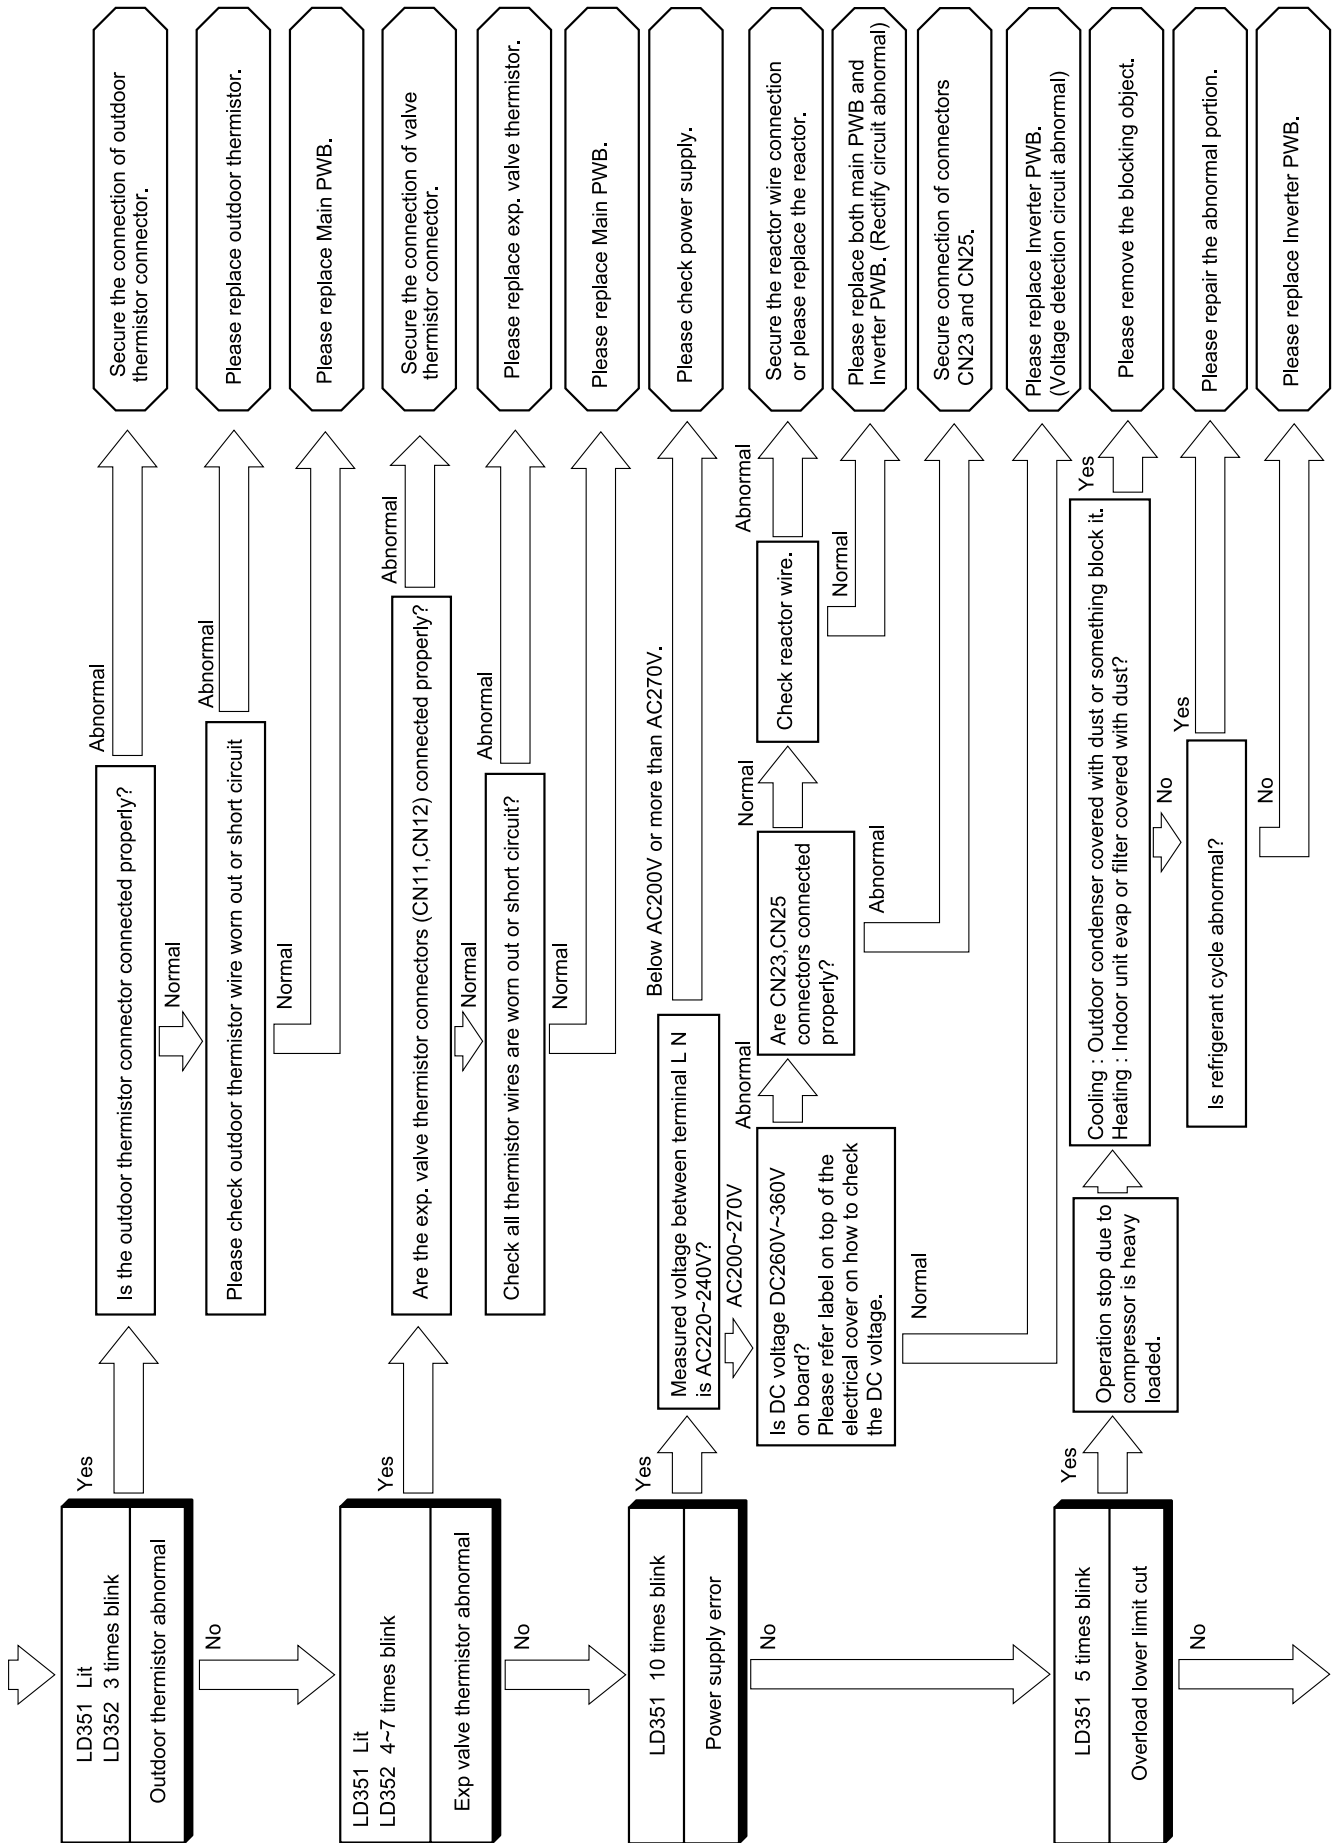 LD351 Lit
LD352 3 times blink
Outdoor thermistor abnormal
Yes
Is the outdoor thermistor connector connected properly?
Abnormal
Secure the connection of outdoor
thermistor connector.
Normal
Please check outdoor thermistor wire worn out or short circuit
Abnormal
Please replace outdoor thermistor.
Normal
Please replace Main PWB.
No
LD351 Lit
LD352 4~7 times blink
Exp valve thermistor abnormal
Yes
Are the exp. valve thermistor connectors (CN11,CN12) connected properly?
Abnormal
Secure the connection of valve
thermistor connector.
Normal
Check all thermistor wires are worn out or short circuit?
Abnormal
Please replace exp. valve thermistor.
Normal
Please replace Main PWB.
No
LD351 10 times blink
Power supply error
Yes
Measured voltage between terminal L N
is AC220~240V?
Below AC200V or more than AC270V.
Please check power supply.
AC200~270V
Is DC voltage DC260V~360V
on board?
Please refer label on top of the
electrical cover on how to check
the DC voltage.
Abnormal
Are CN23,CN25
connectors connected
properly?
Normal
Check reactor wire.
Abnormal
Secure the reactor wire connection
or please replace the reactor.
Normal
Please replace both main PWB and
Inverter PWB. (Rectify circuit abnormal)
Abnormal
Secure connection of connectors
CN23 and CN25.
Normal
Please replace Inverter PWB.
(Voltage detection circuit abnormal)
No
LD351 5 times blink
Overload lower limit cut
Yes
Operation stop due to
compressor is heavy
loaded.
Cooling : Outdoor condenser covered with dust or something block it.
Heating : Indoor unit evap or filter covered with dust?
Yes
Please remove the blocking object.
No
Is refrigerant cycle abnormal?
Yes
Please repair the abnormal portion.
No
Please replace Inverter PWB.
No